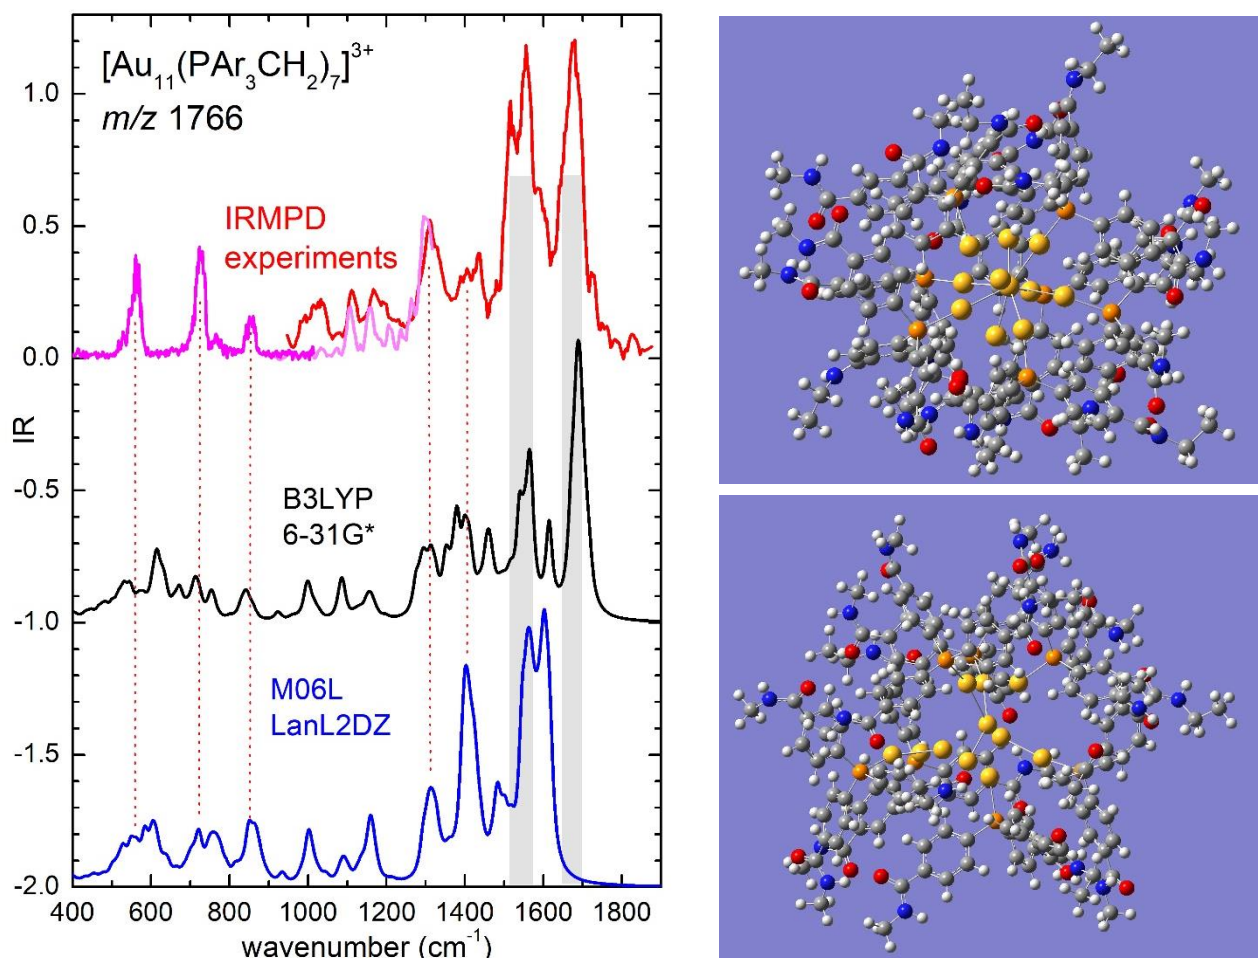 [Au₁₁(PAr₃CH₂)₇]³⁺
m/z 1766
IRMPD
experiments
B3LYP
6-31G*
M06L
LanL2DZ
IR
1.0
0.5
0.0
-0.5
-1.0
-1.5
-2.0
400 600 800 1000 1200 1400 1600 1800
wavenumber (cm⁻¹)